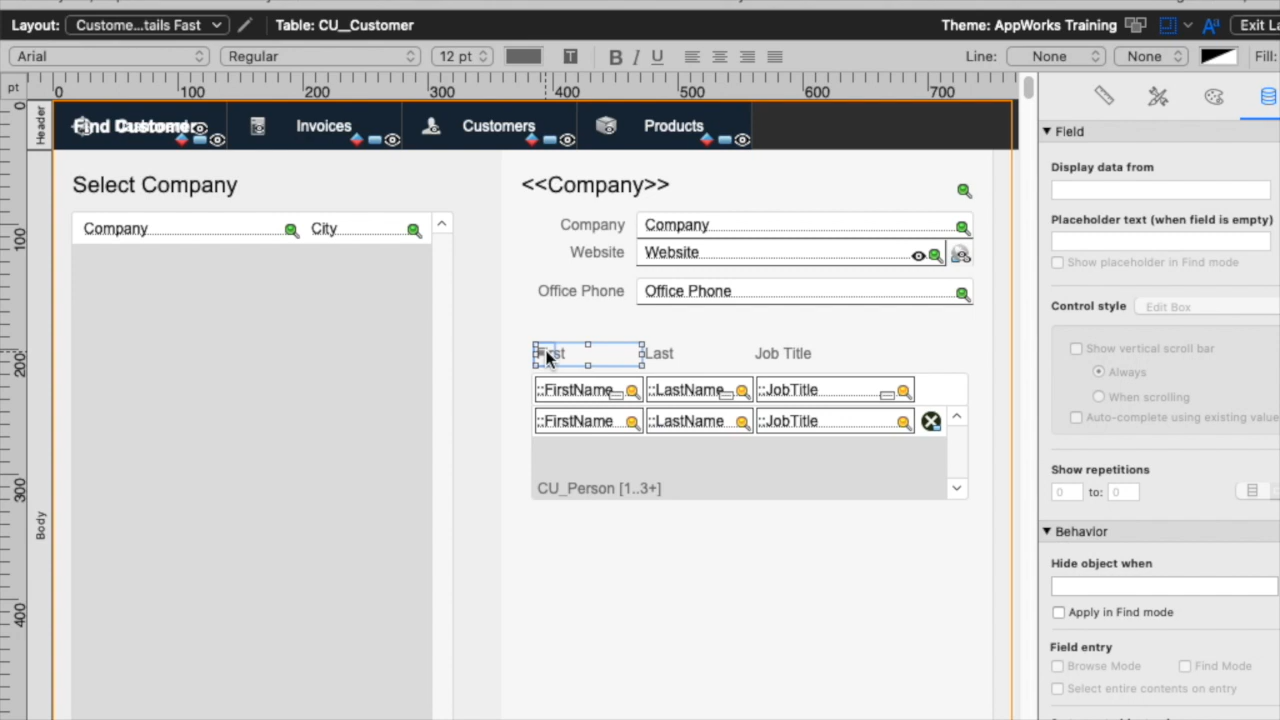 Layout: Custome...tails Fast Table: CU__Customer Theme: AppWorks Training Exit La
Arial Regular 12 pt T B I U Line: None None Fill:
pt
0 100 200 300 400 500 600 700
Header
Find Customer Invoices Customers Products
Select Company
Company City
<<Company>>
Company Company
Website Website
Office Phone Office Phone
First Last Job Title
::FirstName ::LastName ::JobTitle
::FirstName ::LastName ::JobTitle
CU_Person [1..3+]
0
100
200
300
400
Body
Field
Display data from
Placeholder text (when field is empty)
Show placeholder in Find mode
Control style Edit Box
Show vertical scroll bar
Always
When scrolling
Auto-complete using existing value
Show repetitions
0 to: 0
Behavior
Hide object when
Apply in Find mode
Field entry
Browse Mode Find Mode
Select entire contents on entry